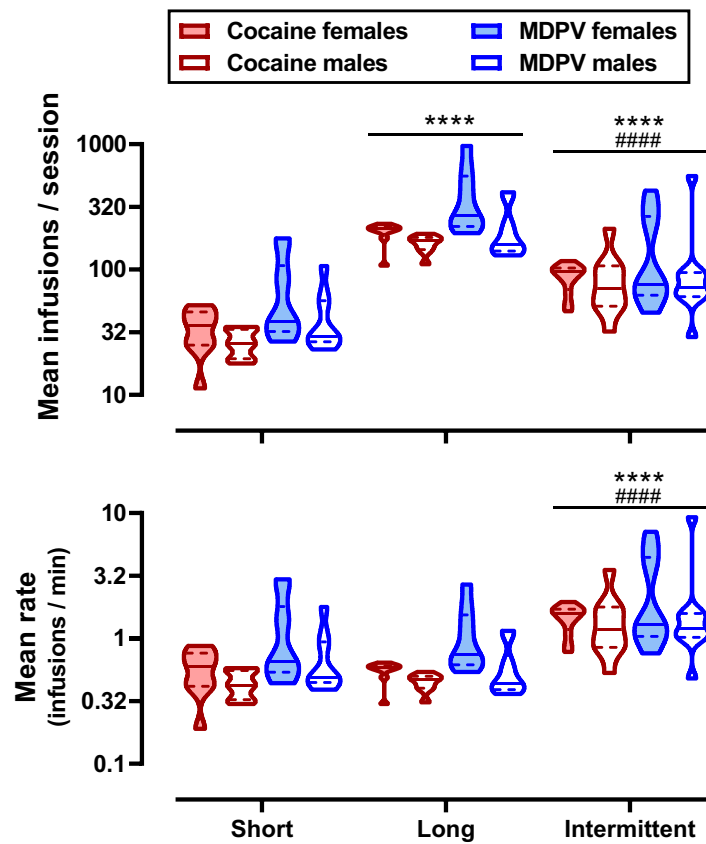 Cocaine females
MDPV females
Cocaine males
MDPV males
Mean infusions / session
1000
320
100
32
10
****
****
####
Mean rate
(infusions / min)
10
3.2
1
0.32
0.1
****
####
Short
Long
Intermittent